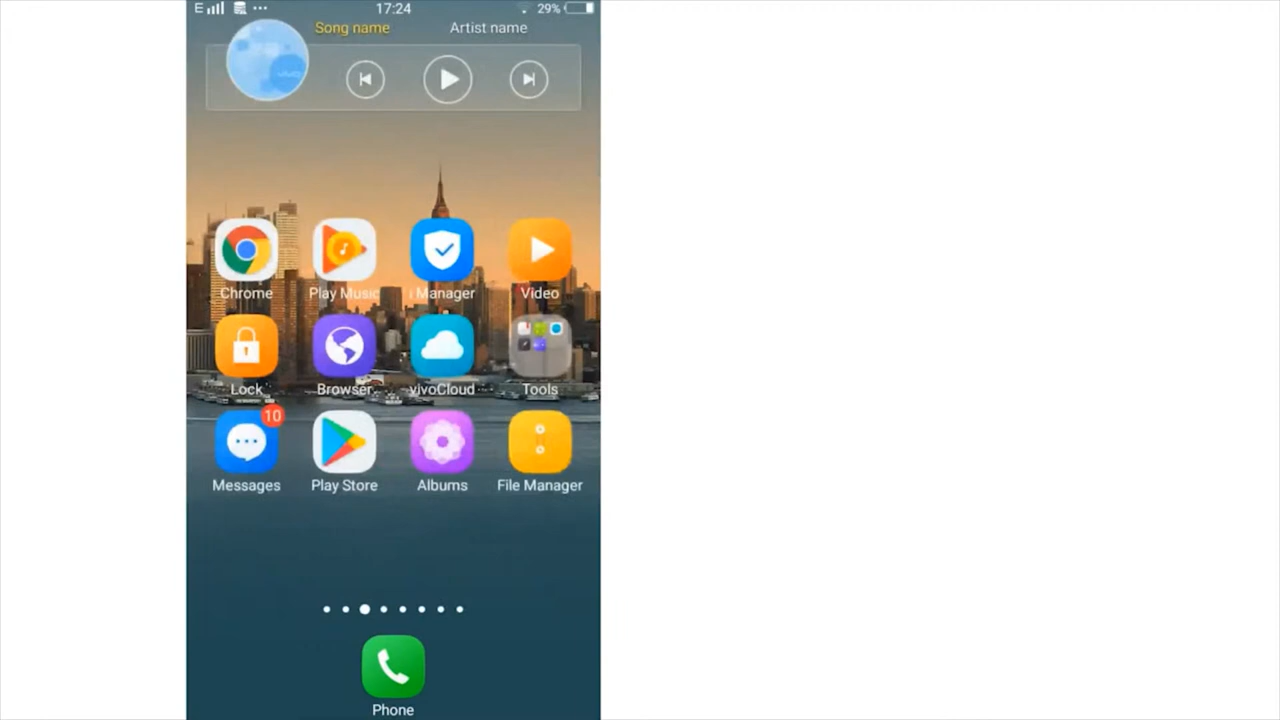 E 17:24 29%
Song name Artist name
Chrome Play Music i Manager Video
Lock Browser vivoCloud Tools
10
Messages Play Store Albums File Manager
Phone